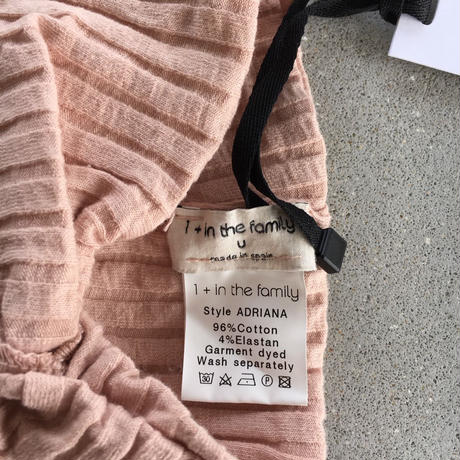 1 + in the family
U
made in spain
1 + in the family
Style ADRIANA
96%Cotton
4%Elastan
Garment dyed
Wash separately
30 P